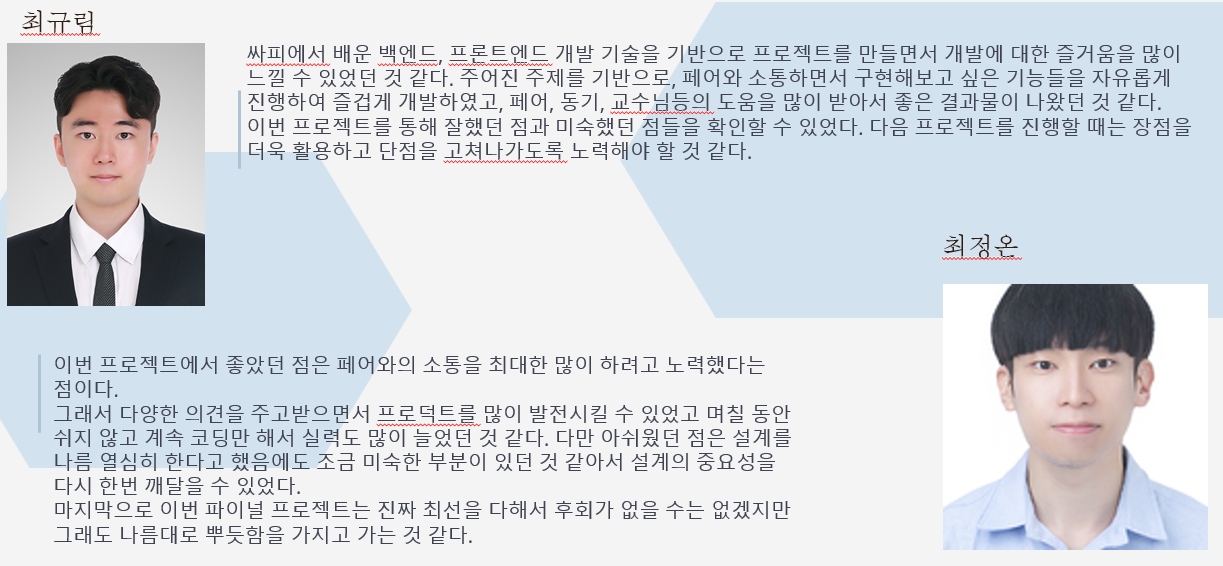 최규림
싸피에서 배운 백엔드, 프론트엔드 개발 기술을 기반으로 프로젝트를 만들면서 개발에 대한 즐거움을 많이
느낄 수 있었던 것 같다. 주어진 주제를 기반으로, 페어와 소통하면서 구현해보고 싶은 기능들을 자유롭게
진행하여 즐겁게 개발하였고, 페어, 동기, 교수님등의 도움을 많이 받아서 좋은 결과물이 나왔던 것 같다.
이번 프로젝트를 통해 잘했던 점과 미숙했던 점들을 확인할 수 있었다. 다음 프로젝트를 진행할 때는 장점을
더욱 활용하고 단점을 고쳐나가도록 노력해야 할 것 같다.
최정온
이번 프로젝트에서 좋았던 점은 페어와의 소통을 최대한 많이 하려고 노력했다는
점이다.
그래서 다양한 의견을 주고받으면서 프로덕트를 많이 발전시킬 수 있었고 며칠 동안
쉬지 않고 계속 코딩만 해서 실력도 많이 늘었던 것 같다. 다만 아쉬웠던 점은 설계를
나름 열심히 한다고 했음에도 조금 미숙한 부분이 있던 것 같아서 설계의 중요성을
다시 한번 깨달을 수 있었다.
마지막으로 이번 파이널 프로젝트는 진짜 최선을 다해서 후회가 없을 수는 없겠지만
그래도 나름대로 뿌듯함을 가지고 가는 것 같다.